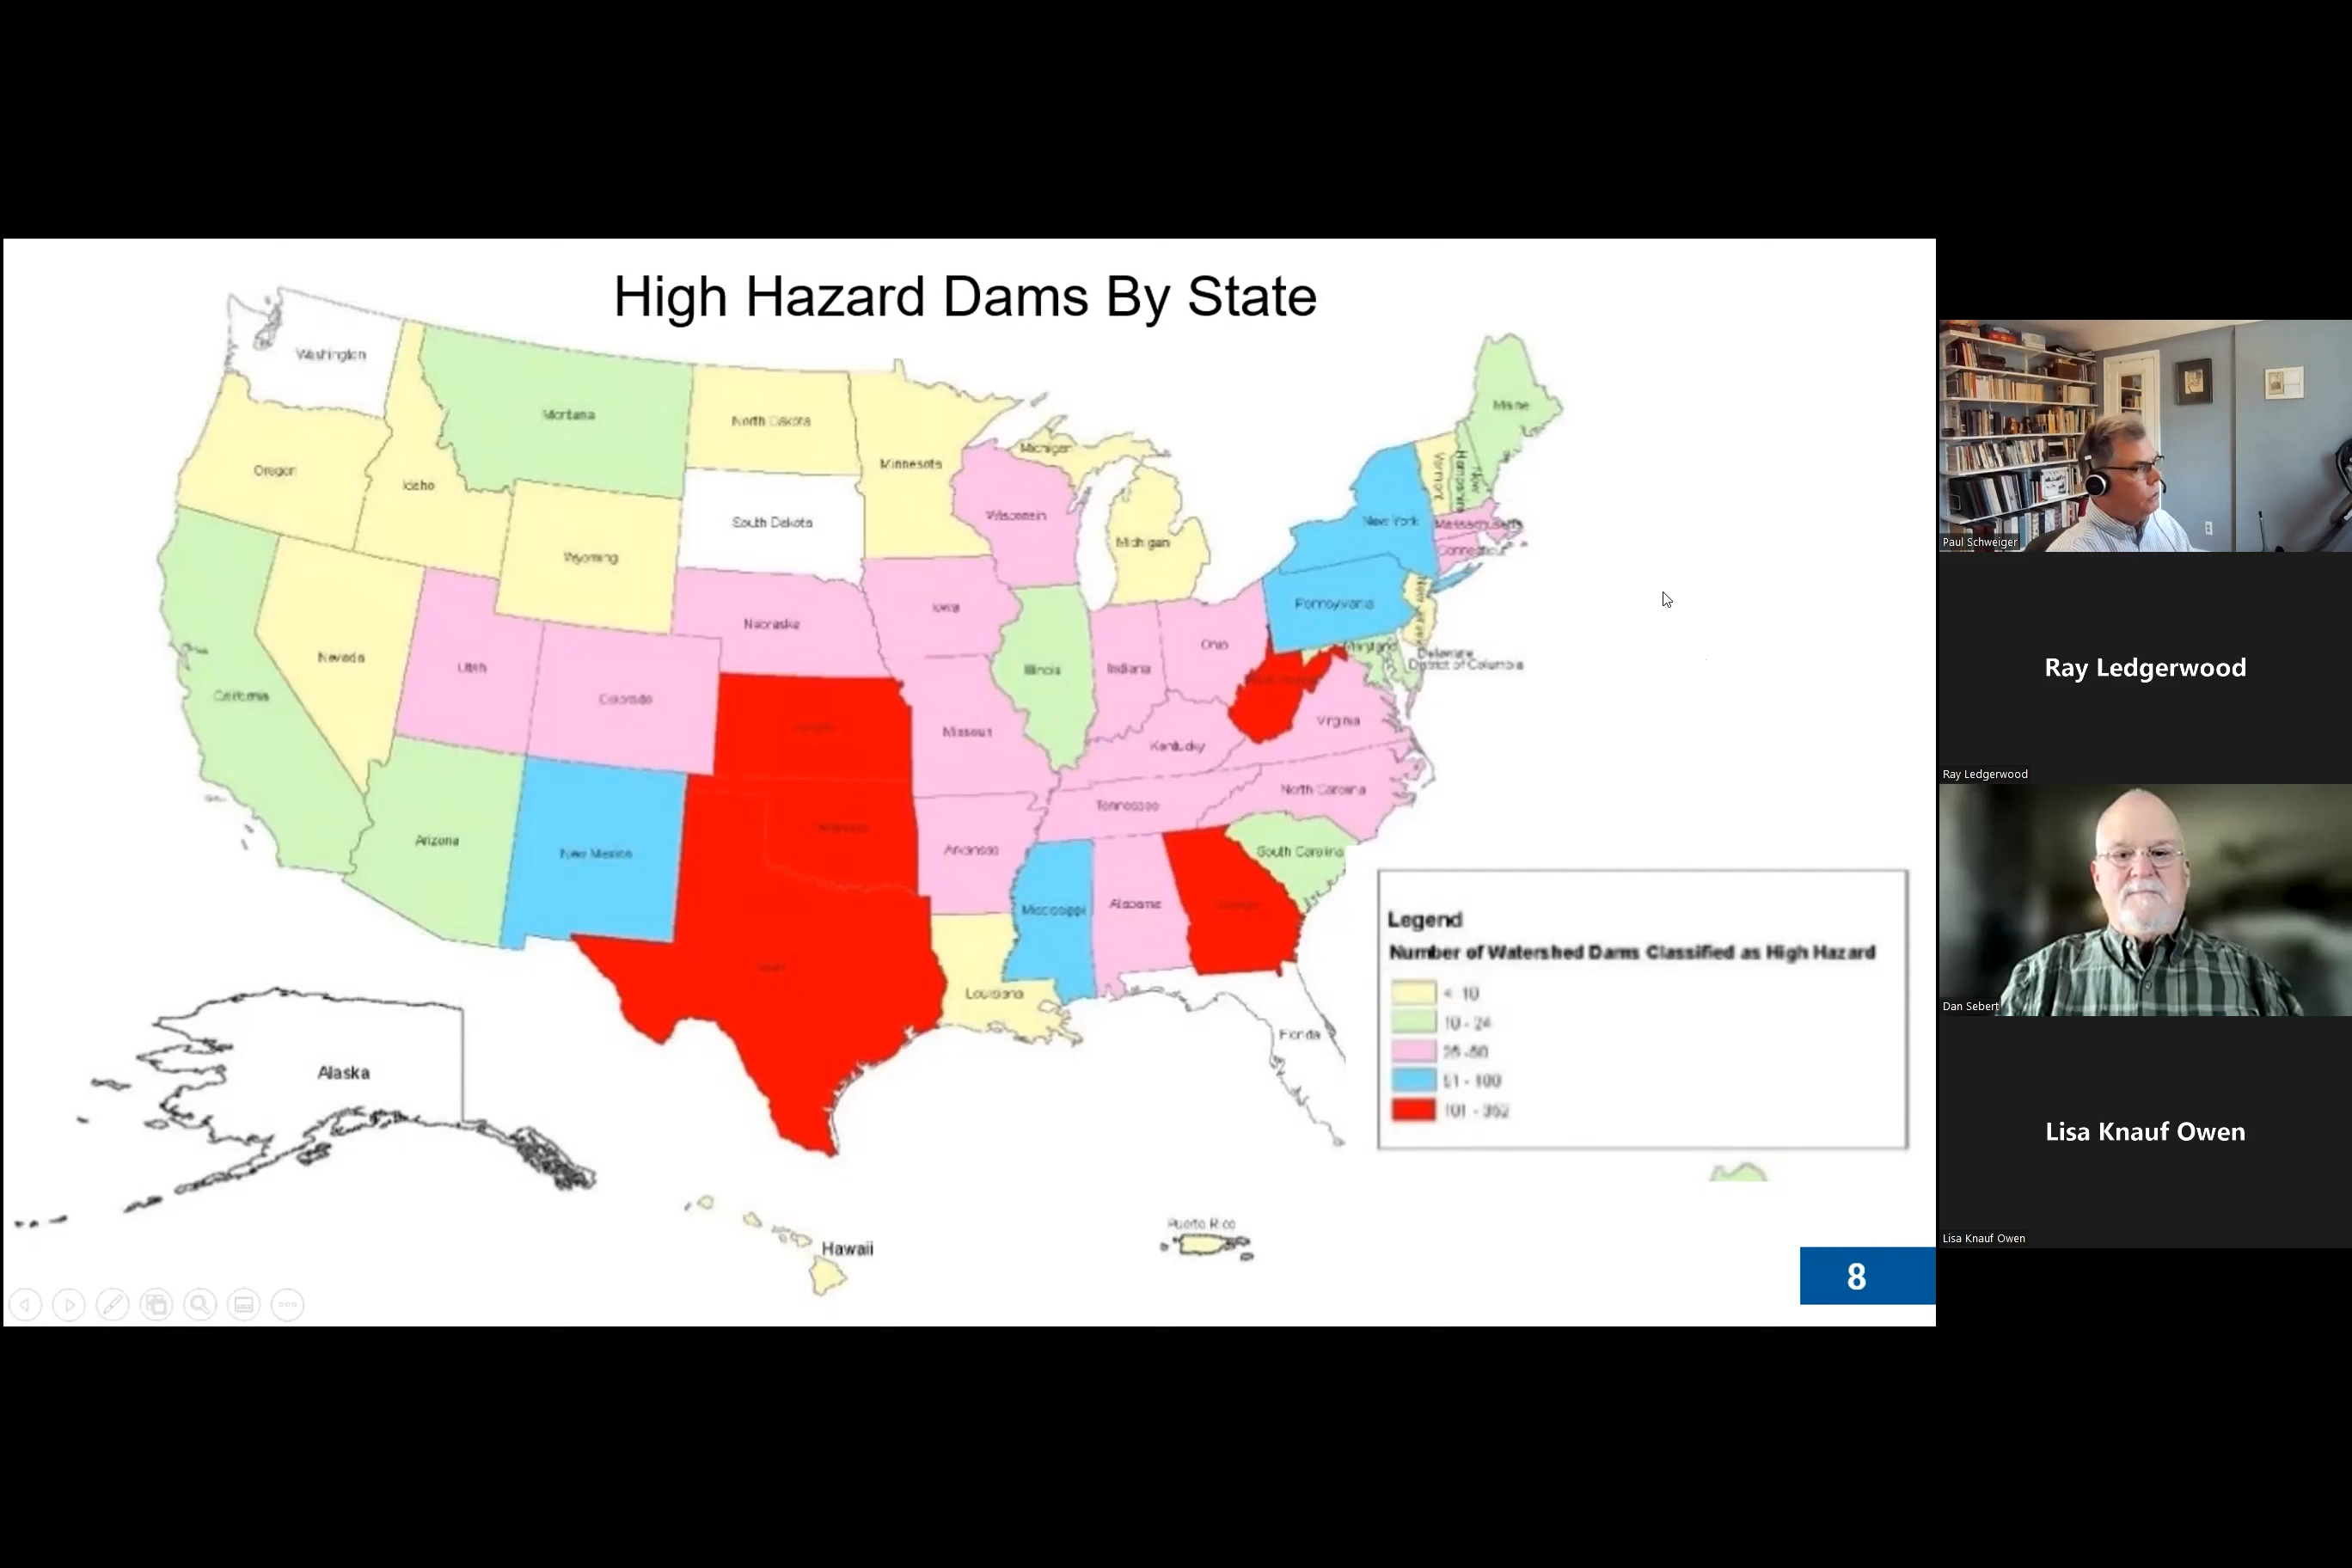 High Hazard Dams By State
Washington
Montana
North Dakota
Minnesota
Michigan
Maine
Oregon
Idaho
Wyoming
South Dakota
Wisconsin
Michigan
New York
Vermont
New
Hampshire
Massachusetts
Connecticut
Nevada
Utah
Colorado
Nebraska
Iowa
Illinois
Indiana
Ohio
Pennsylvania
New Jersey
Maryland
Delaware
District of Columbia
California
Missouri
Kentucky
Virginia
Arizona
New Mexico
Arkansas
Tennessee
North Carolina
South Carolina
Mississippi
Alabama
Louisiana
Florida
Alaska
Hawaii
Puerto Rico
Legend
Number of Watershed Dams Classified as High Hazard
< 10
10 - 24
51 - 100
8
Paul Schweiger
Ray Ledgerwood
Ray Ledgerwood
Dan Sebert
Lisa Knauf Owen
Lisa Knauf Owen